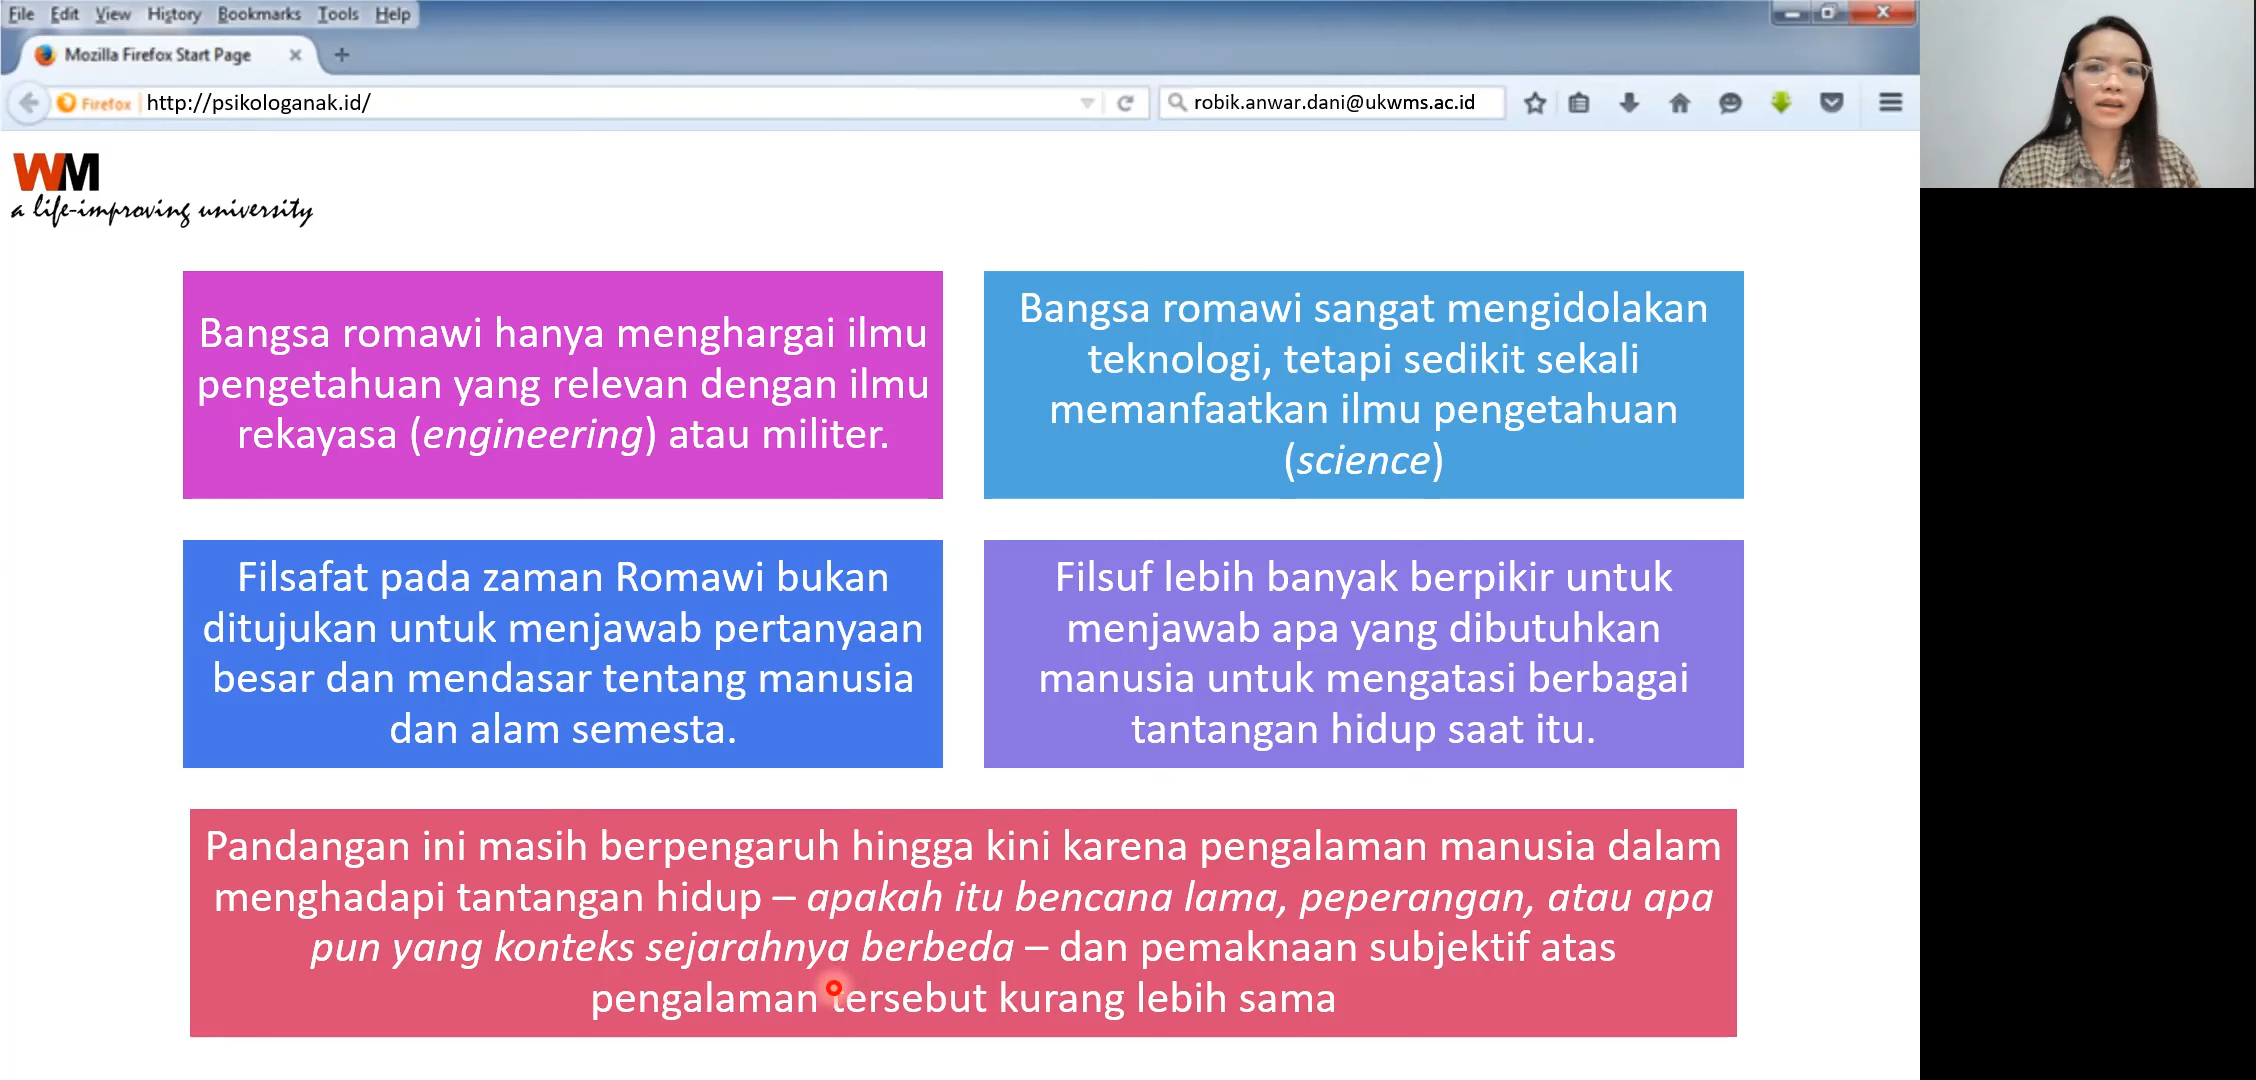 File Edit View History Bookmarks Tools Help
Mozilla Firefox Start Page
Firefox http://psikologanak.id/
robik.anwar.dani@ukwms.ac.id
WM
a life-improving university
Bangsa romawi hanya menghargai ilmu
pengetahuan yang relevan dengan ilmu
rekayasa (engineering) atau militer.
Bangsa romawi sangat mengidolakan
teknologi, tetapi sedikit sekali
memanfaatkan ilmu pengetahuan
(science)
Filsafat pada zaman Romawi bukan
ditujukan untuk menjawab pertanyaan
besar dan mendasar tentang manusia
dan alam semesta.
Filsuf lebih banyak berpikir untuk
menjawab apa yang dibutuhkan
manusia untuk mengatasi berbagai
tantangan hidup saat itu.
Pandangan ini masih berpengaruh hingga kini karena pengalaman manusia dalam
menghadapi tantangan hidup – apakah itu bencana lama, peperangan, atau apa
pun yang konteks sejarahnya berbeda – dan pemaknaan subjektif atas
pengalaman tersebut kurang lebih sama